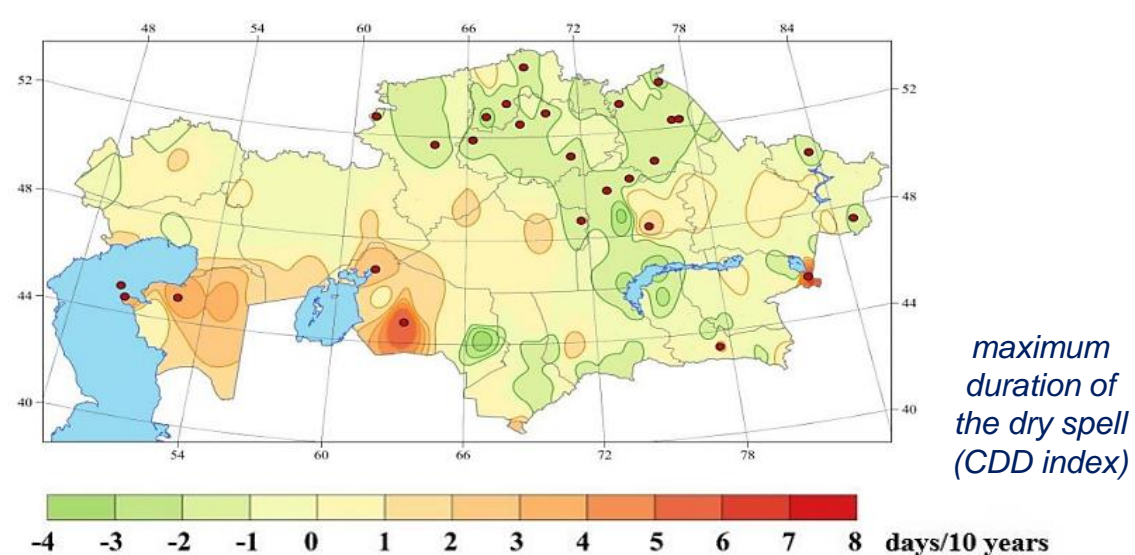 48 54 60 66 72 78 84
52 52
48 48
44 44
40 40
54 60 66 72 78
maximum
duration of
the dry spell
(CDD index)
-4 -3 -2 -1 0 1 2 3 4 5 6 7 8 days/10 years